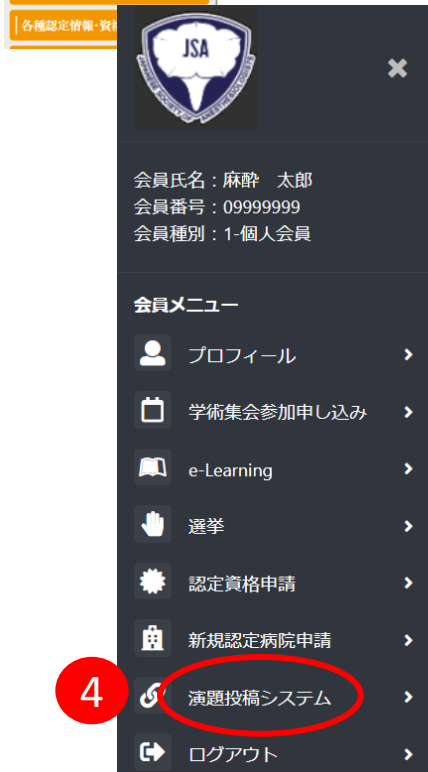 各種認定情報・資
JSA
JAPANESE SOCIETY OF ANESTHESIOLOGISTS
会員氏名：麻酔　太郎
会員番号：09999999
会員種別：1-個人会員
会員メニュー
プロフィール
学術集会参加申し込み
e-Learning
選挙
認定資格申請
新規認定病院申請
4
演題投稿システム
ログアウト